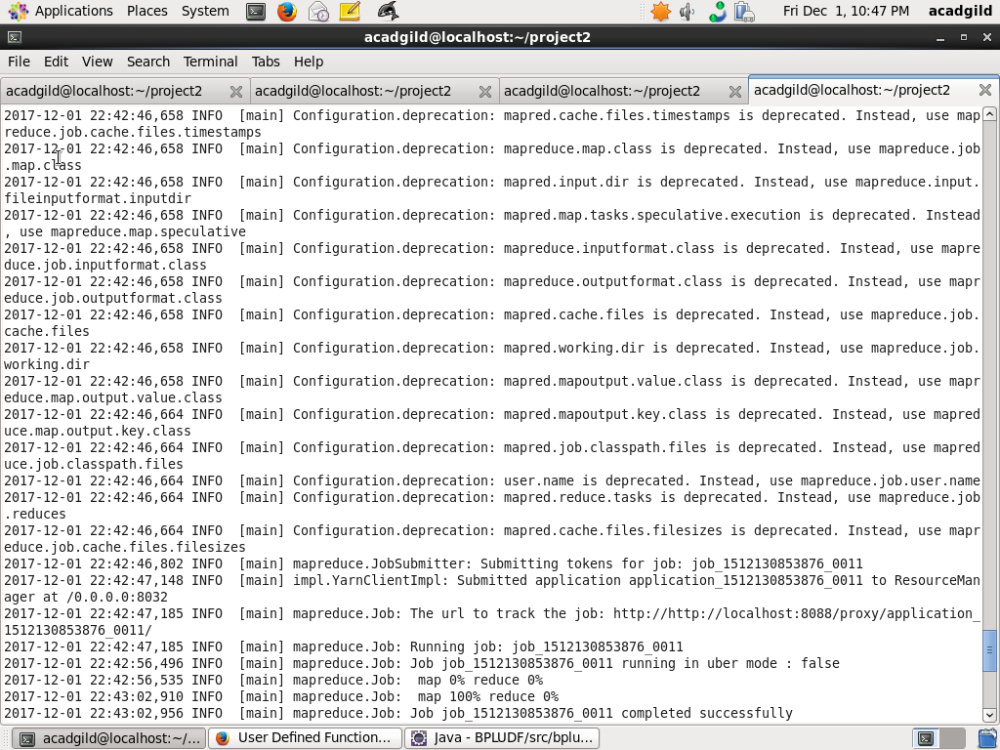 Applications Places System Fri Dec 1, 10:47 PM acadgild
acadgild@localhost:~/project2
File Edit View Search Terminal Tabs Help
acadgild@localhost:~/project2 acadgild@localhost:~/project2 acadgild@localhost:~/project2 acadgild@localhost:~/project2
2017-12-01 22:42:46,658 INFO  [main] Configuration.deprecation: mapred.cache.files.timestamps is deprecated. Instead, use map
reduce.job.cache.files.timestamps
2017-12-01 22:42:46,658 INFO  [main] Configuration.deprecation: mapreduce.map.class is deprecated. Instead, use mapreduce.job
.map.class
2017-12-01 22:42:46,658 INFO  [main] Configuration.deprecation: mapred.input.dir is deprecated. Instead, use mapreduce.input.
fileinputformat.inputdir
2017-12-01 22:42:46,658 INFO  [main] Configuration.deprecation: mapred.map.tasks.speculative.execution is deprecated. Instead
, use mapreduce.map.speculative
2017-12-01 22:42:46,658 INFO  [main] Configuration.deprecation: mapreduce.inputformat.class is deprecated. Instead, use mapre
duce.job.inputformat.class
2017-12-01 22:42:46,658 INFO  [main] Configuration.deprecation: mapreduce.outputformat.class is deprecated. Instead, use mapr
educe.job.outputformat.class
2017-12-01 22:42:46,658 INFO  [main] Configuration.deprecation: mapred.cache.files is deprecated. Instead, use mapreduce.job.
cache.files
2017-12-01 22:42:46,658 INFO  [main] Configuration.deprecation: mapred.working.dir is deprecated. Instead, use mapreduce.job.
working.dir
2017-12-01 22:42:46,658 INFO  [main] Configuration.deprecation: mapred.mapoutput.value.class is deprecated. Instead, use mapr
educe.map.output.value.class
2017-12-01 22:42:46,664 INFO  [main] Configuration.deprecation: mapred.mapoutput.key.class is deprecated. Instead, use mapred
uce.map.output.key.class
2017-12-01 22:42:46,664 INFO  [main] Configuration.deprecation: mapred.job.classpath.files is deprecated. Instead, use mapred
uce.job.classpath.files
2017-12-01 22:42:46,664 INFO  [main] Configuration.deprecation: user.name is deprecated. Instead, use mapreduce.job.user.name
2017-12-01 22:42:46,664 INFO  [main] Configuration.deprecation: mapred.reduce.tasks is deprecated. Instead, use mapreduce.job
.reduces
2017-12-01 22:42:46,664 INFO  [main] Configuration.deprecation: mapred.cache.files.filesizes is deprecated. Instead, use mapr
educe.job.cache.files.filesizes
2017-12-01 22:42:46,802 INFO  [main] mapreduce.JobSubmitter: Submitting tokens for job: job_1512130853876_0011
2017-12-01 22:42:47,148 INFO  [main] impl.YarnClientImpl: Submitted application application_1512130853876_0011 to ResourceMan
ager at /0.0.0.0:8032
2017-12-01 22:42:47,185 INFO  [main] mapreduce.Job: The url to track the job: http://http://localhost:8088/proxy/application_
1512130853876_0011/
2017-12-01 22:42:47,185 INFO  [main] mapreduce.Job: Running job: job_1512130853876_0011
2017-12-01 22:42:56,496 INFO  [main] mapreduce.Job: Job job_1512130853876_0011 running in uber mode : false
2017-12-01 22:42:56,535 INFO  [main] mapreduce.Job:  map 0% reduce 0%
2017-12-01 22:43:02,910 INFO  [main] mapreduce.Job:  map 100% reduce 0%
2017-12-01 22:43:02,956 INFO  [main] mapreduce.Job: Job job_1512130853876_0011 completed successfully
acadgild@localhost:~/... User Defined Function... Java - BPLUDF/src/bplu...